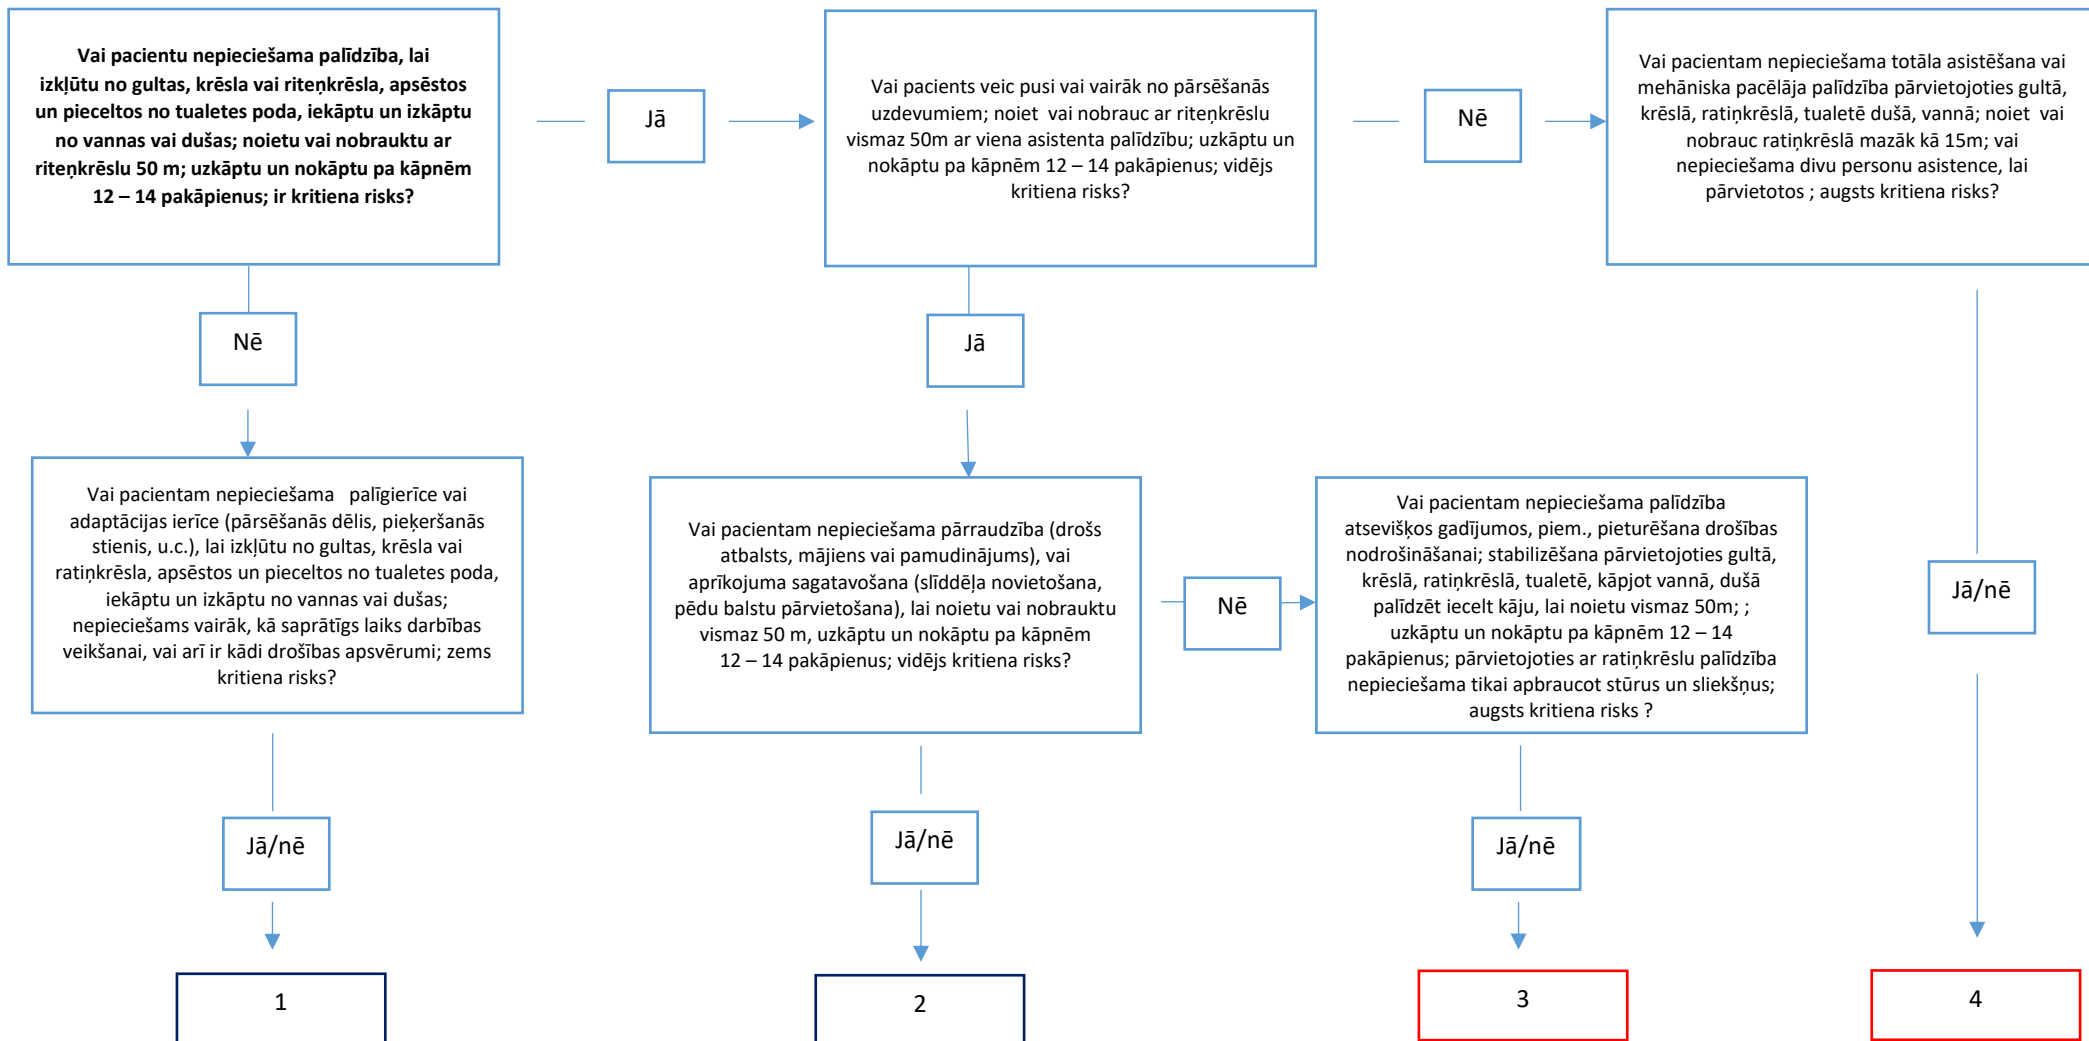 Vai pacientu nepieciešama palīdzība, lai
izkļūtu no gultas, krēsla vai riteņkrēsla, apsēstos
un pieceltos no tualetes poda, iekāptu un izkāptu
no vannas vai dušas; noietu vai nobrauktu ar
riteņkrēslu 50 m; uzkāptu un nokāptu pa kāpnēm
12 – 14 pakāpienus; ir kritiena risks?
Jā
Vai pacients veic pusi vai vairāk no pārsēšanās
uzdevumiem; noiet vai nobrauc ar riteņkrēslu
vismaz 50m ar viena asistenta palīdzību; uzkāptu un
nokāptu pa kāpnēm 12 – 14 pakāpienus; vidējs
kritiena risks?
Nē
Vai pacientam nepieciešama totāla asistēšana vai
mehāniska pacēlāja palīdzība pārvietojoties gultā,
krēslā, ratiņkrēslā, tualetē dušā, vannā; noiet vai
nobrauc ratiņkrēslā mazāk kā 15m; vai
nepieciešama divu personu asistence, lai
pārvietotos ; augsts kritiena risks?
Nē
Jā
Vai pacientam nepieciešama palīgierīce vai
adaptācijas ierīce (pārsēšanās dēlis, pieķeršanās
stienis, u.c.), lai izkļūtu no gultas, krēsla vai
ratiņkrēsla, apsēstos un pieceltos no tualetes poda,
iekāptu un izkāptu no vannas vai dušas;
nepieciešams vairāk, kā saprātīgs laiks darbības
veikšanai, vai arī ir kādi drošības apsvērumi; zems
kritiena risks?
Vai pacientam nepieciešama pārraudzība (drošs
atbalsts, mājiens vai pamudinājums), vai
aprīkojuma sagatavošana (slīddēļa novietošana,
pēdu balstu pārvietošana), lai noietu vai nobrauktu
vismaz 50 m, uzkāptu un nokāptu pa kāpnēm
12 – 14 pakāpienus; vidējs kritiena risks?
Nē
Vai pacientam nepieciešama palīdzība
atsevišķos gadījumos, piem., pieturēšana drošības
nodrošināšanai; stabilizēšana pārvietojoties gultā,
krēslā, ratiņkrēslā, tualetē, kāpjot vannā, dušā
palīdzēt iecelt kāju, lai noietu vismaz 50m; ;
uzkāptu un nokāptu pa kāpnēm 12 – 14
pakāpienus; pārvietojoties ar ratiņkrēslu palīdzība
nepieciešama tikai apbraucot stūrus un sliekšņus;
augsts kritiena risks ?
Jā/nē
Jā/nē
Jā/nē
Jā/nē
1
2
3
4